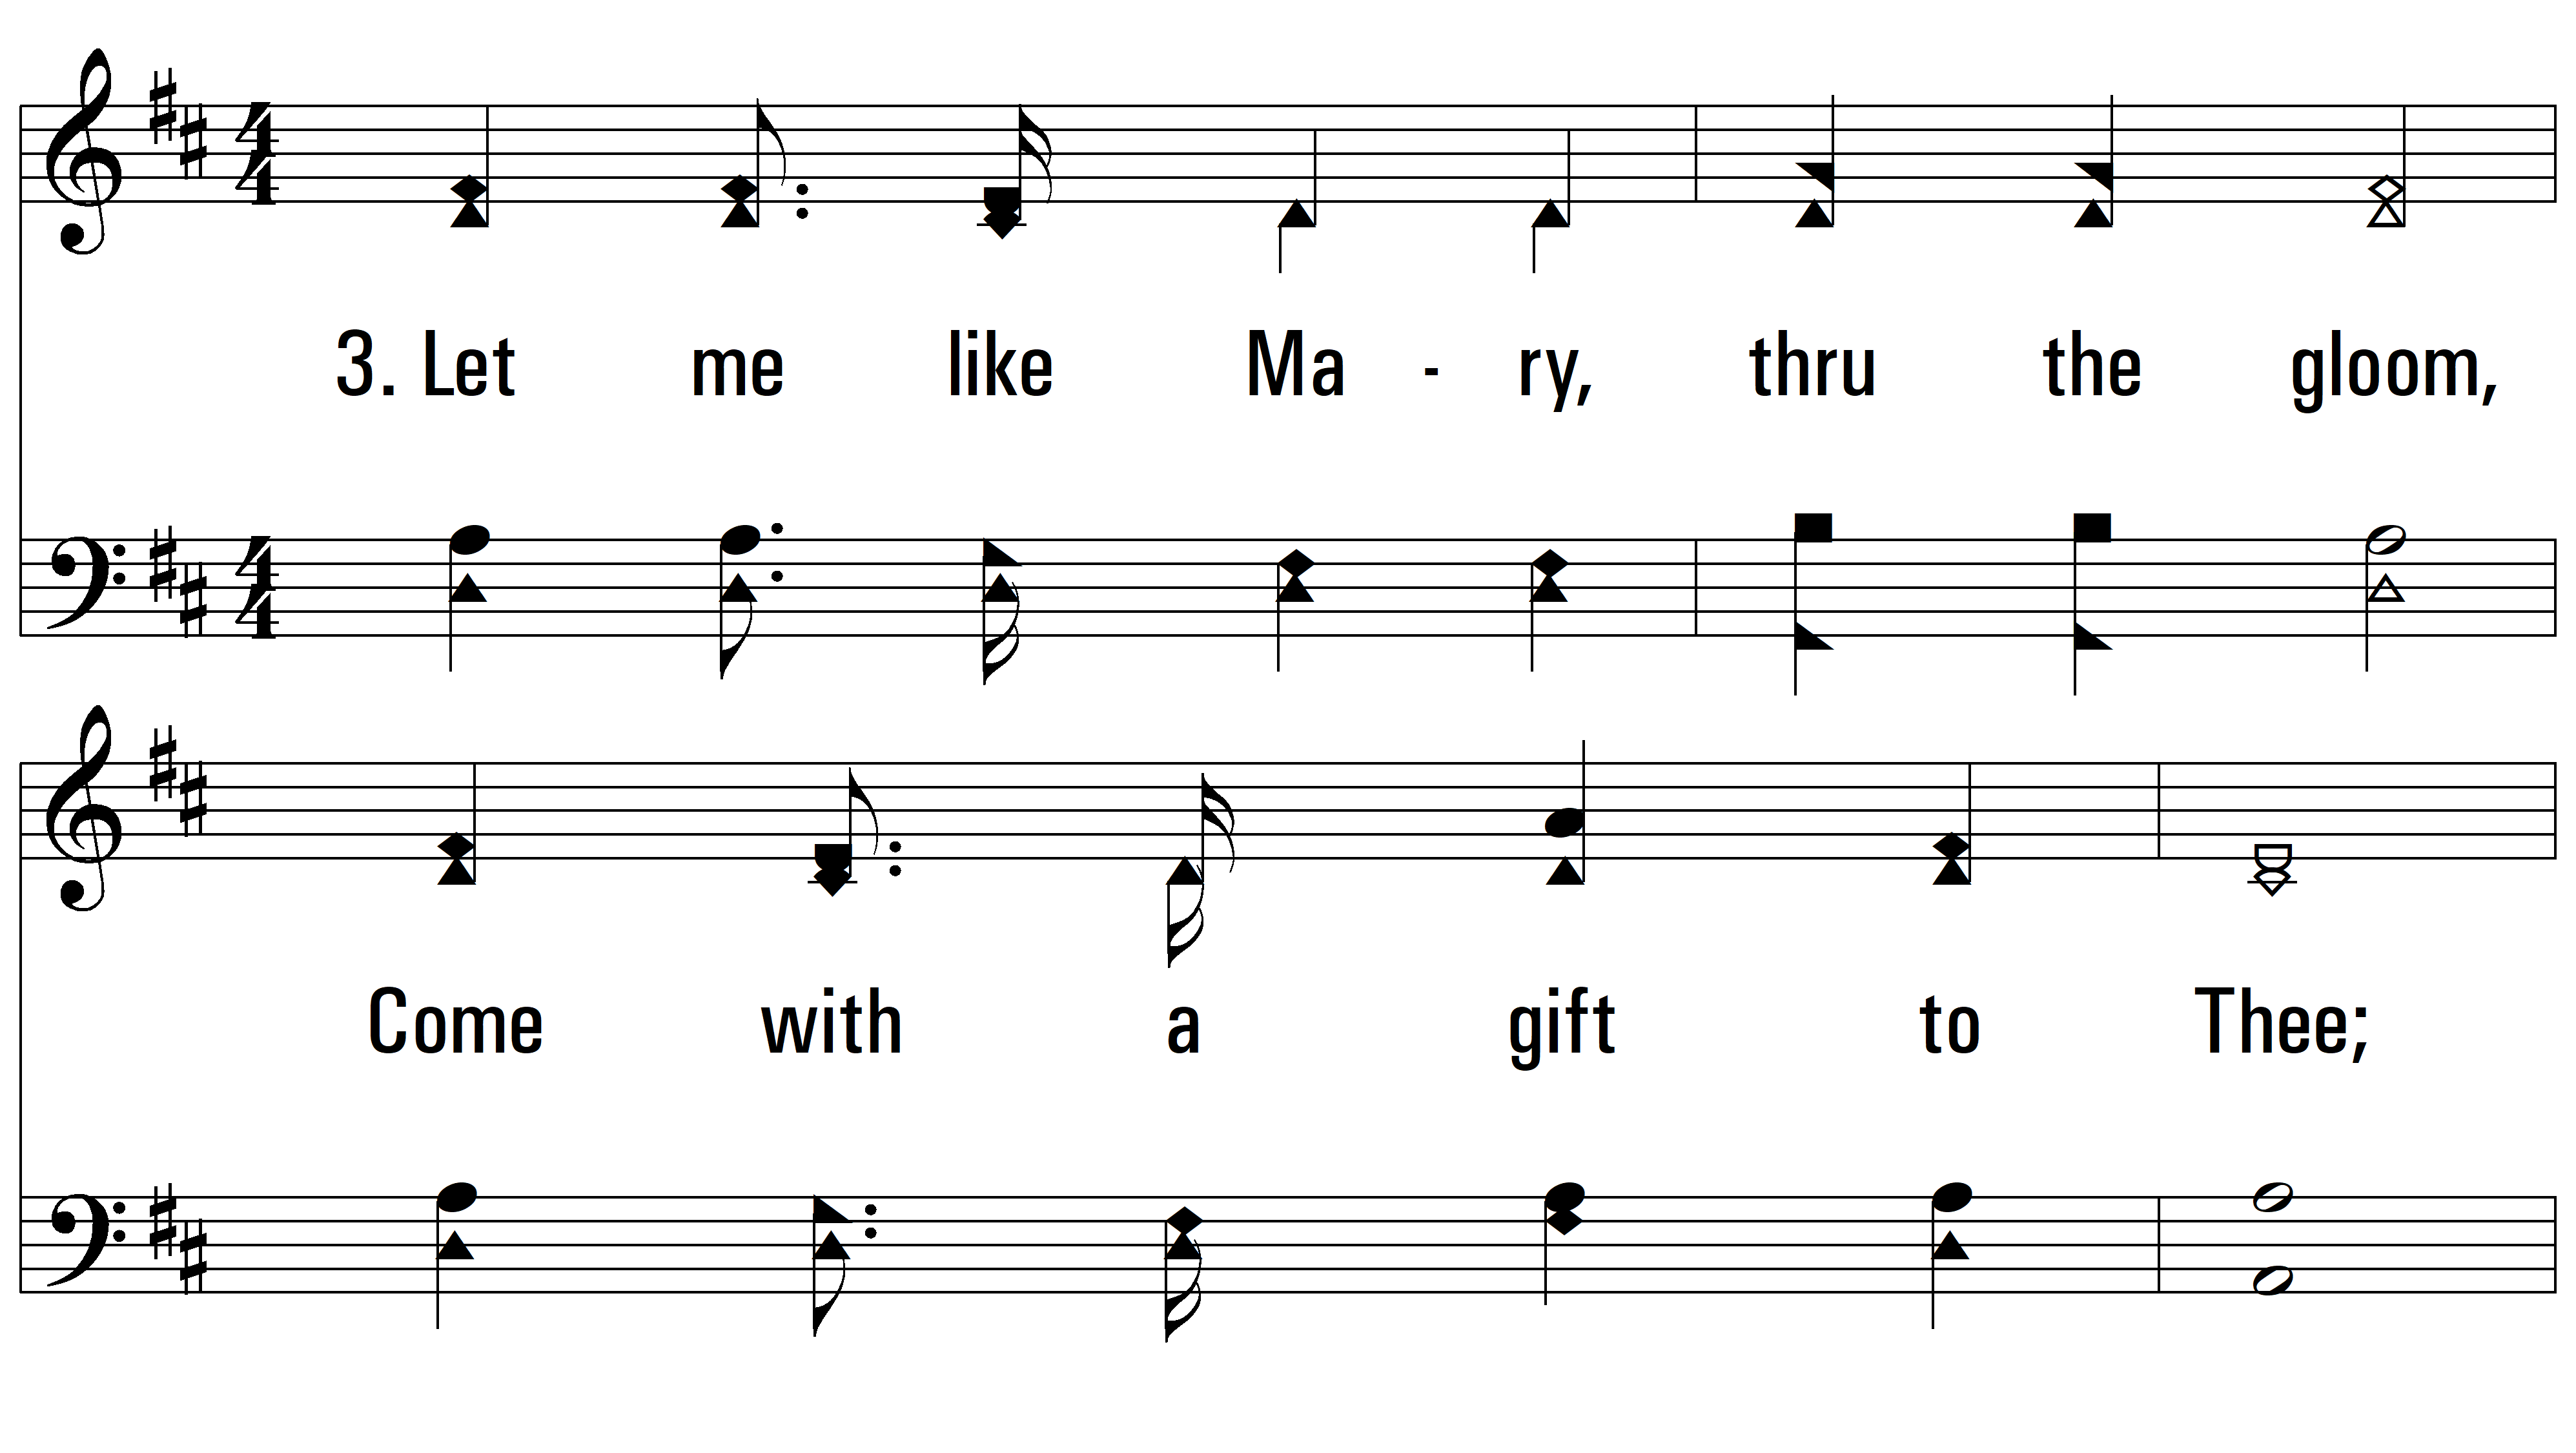 3. Let me like Ma - ry, thru the gloom,
Come with a gift to Thee;